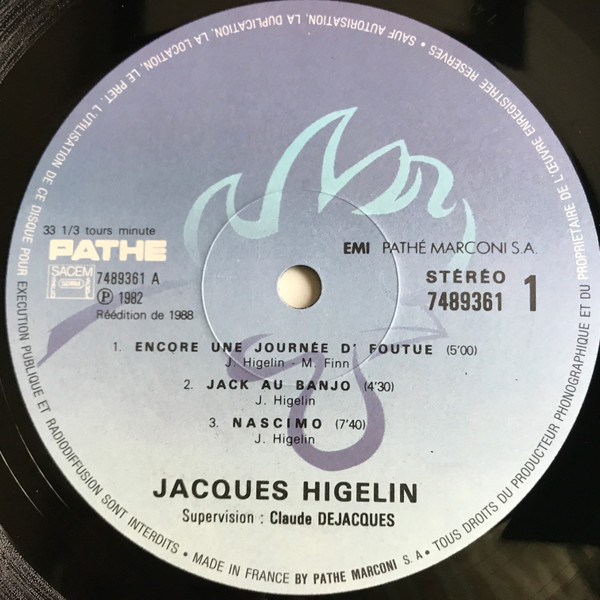 33 1/3 tours minute
PATHE
SACEM
7489361 A
Ⓟ 1982
Réédition de 1988
EMI PATHÉ MARCONI S.A.
STÉRÉO
7489361 1
1. ENCORE UNE JOURNÉE D' FOUTUE (5'00)
J. Higelin - M. Finn
2. JACK AU BANJO (4'30)
J. Higelin
3. NASCIMO (7'40)
J. Higelin
JACQUES HIGELIN
Supervision : Claude DEJACQUES
• MADE IN FRANCE BY PATHE MARCONI S.A. • TOUS DROITS DU PRODUCTEUR PHONOGRAPHIQUE ET DU PROPRIETAIRE DE L'ŒUVRE ENREGISTREE RESERVES • SAUF AUTORISATION, LA DUPLICATION, LA LOCATION, LE PRET, L'UTILISATION DE CE DISQUE POUR EXECUTION PUBLIQUE ET RADIODIFFUSION SONT INTERDITS